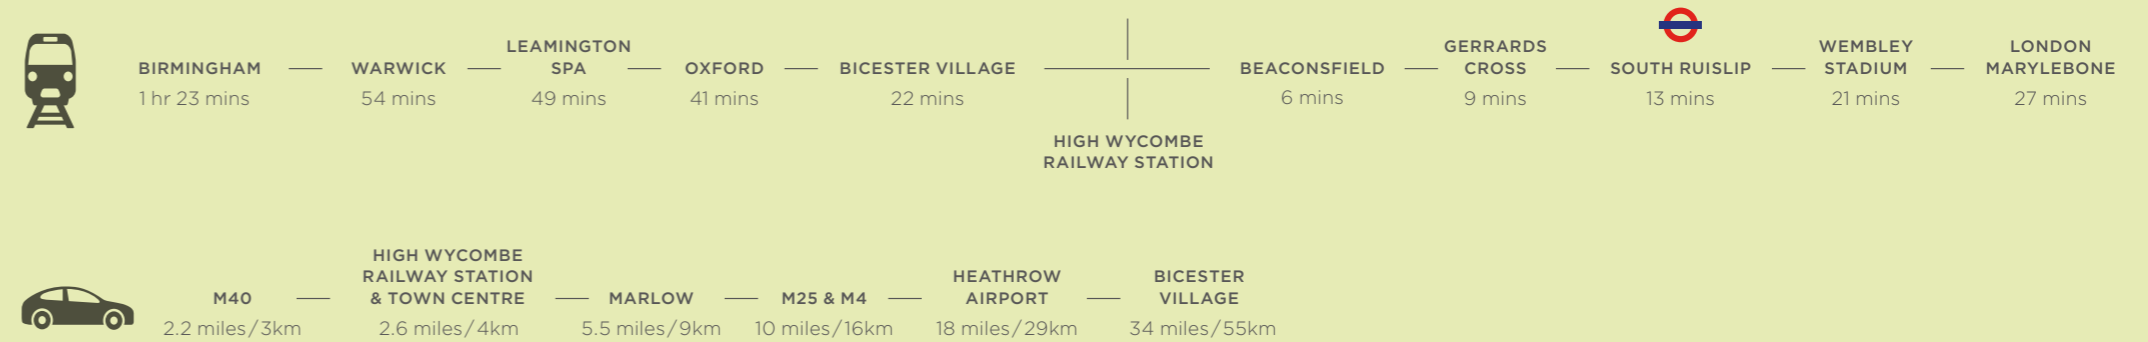 BIRMINGHAM
1 hr 23 mins
WARWICK
54 mins
LEAMINGTON
SPA
49 mins
OXFORD
41 mins
BICESTER VILLAGE
22 mins
HIGH WYCOMBE
RAILWAY STATION
BEACONSFIELD
6 mins
GERRARDS
CROSS
9 mins
SOUTH RUISLIP
13 mins
WEMBLEY
STADIUM
21 mins
LONDON
MARYLEBONE
27 mins
M40
2.2 miles/3km
HIGH WYCOMBE
RAILWAY STATION
& TOWN CENTRE
2.6 miles/4km
MARLOW
5.5 miles/9km
M25 & M4
10 miles/16km
HEATHROW
AIRPORT
18 miles/29km
BICESTER
VILLAGE
34 miles/55km